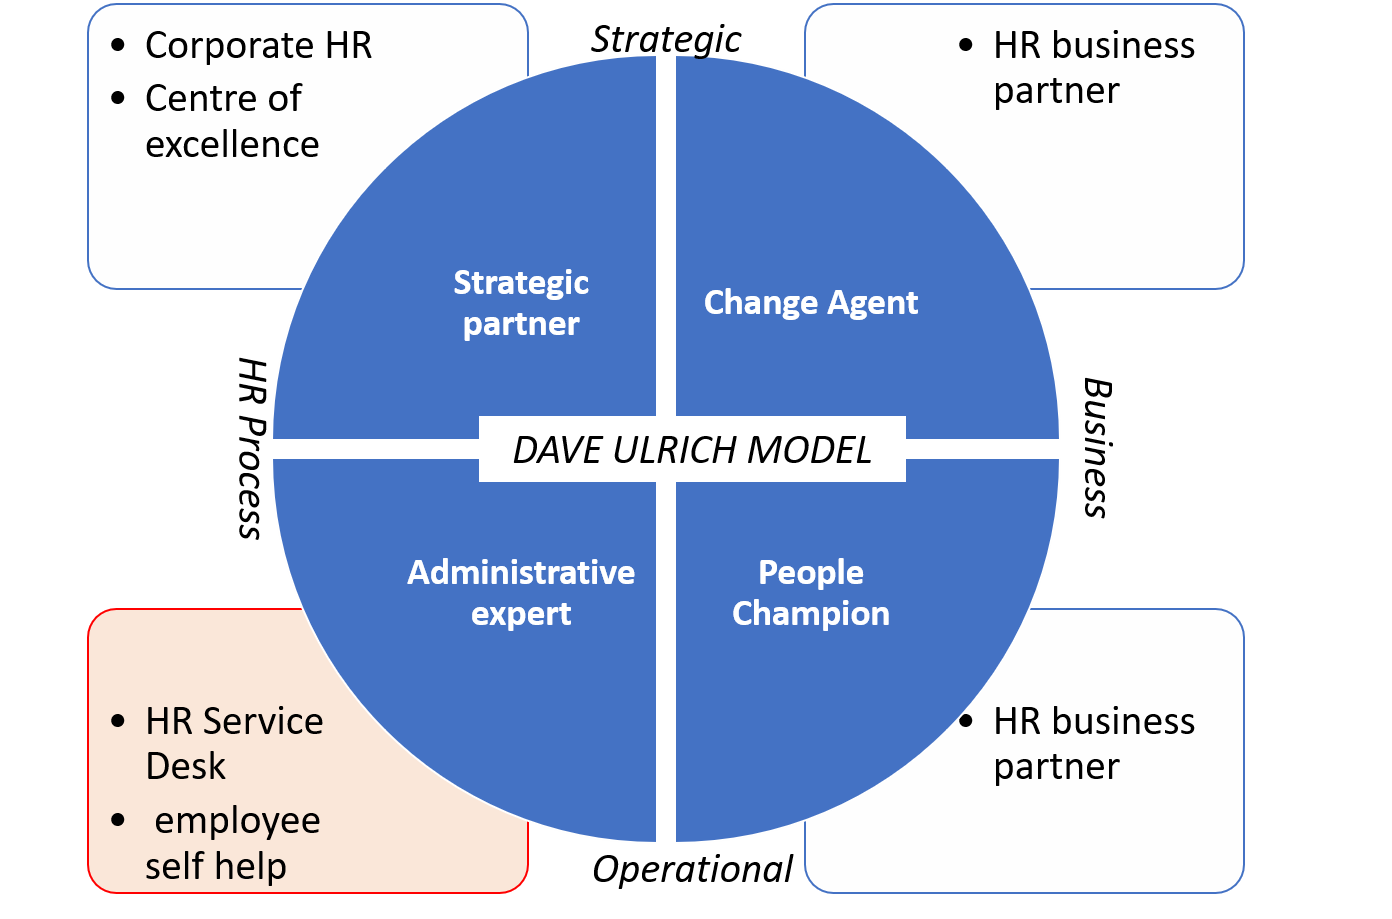 Strategic
• Corporate HR
• Centre of
excellence
• HR business
partner
Strategic
partner
Change Agent
HR Process
Business
DAVE ULRICH MODEL
Administrative
expert
People
Champion
• HR Service
Desk
• employee
self help
• HR business
partner
Operational